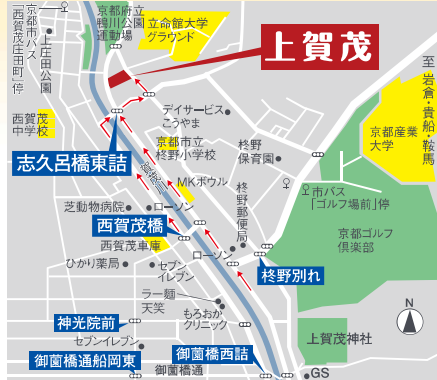 京都市バス
「西賀茂庄田町」停
上庄田公園
京都府立
鴨川公園
運動場
立命館大学
グラウンド
上賀茂
至 岩倉・貴船・鞍馬
西賀茂
中学校
デイサービス
こうやま
京都市立
柊野小学校
柊野
保育園
京都産業
大学
志久呂橋東詰
MKボウル
市バス
「ゴルフ場前」停
芝動物病院
ローソン
柊野郵便局
西賀茂橋
京都ゴルフ
倶楽部
西賀茂車庫
ローソン
ひかり薬局
セブン
イレブン
柊野別れ
ラー麺
天笑
もろおか
クリニック
神光院前
セブンイレブン
N
上賀茂神社
御薗橋通船岡東
御薗橋通
御薗橋西詰
GS